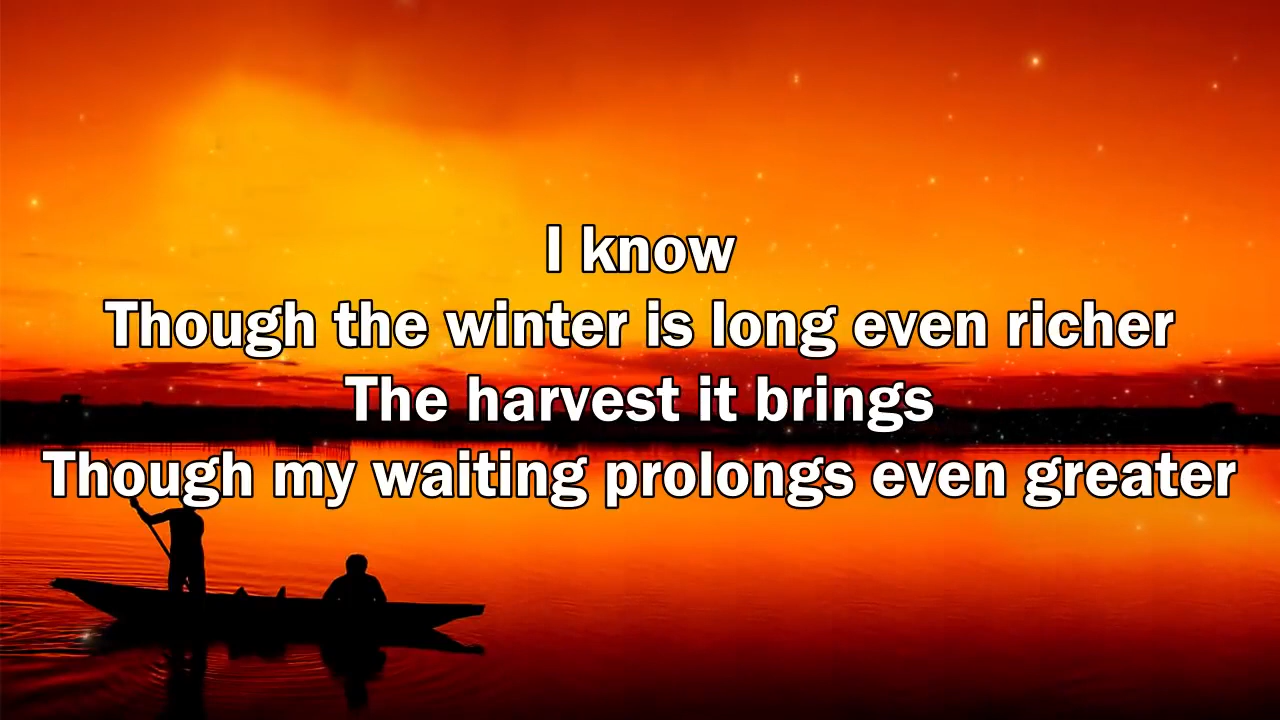 I know
Though the winter is long even richer
The harvest it brings
Though my waiting prolongs even greater